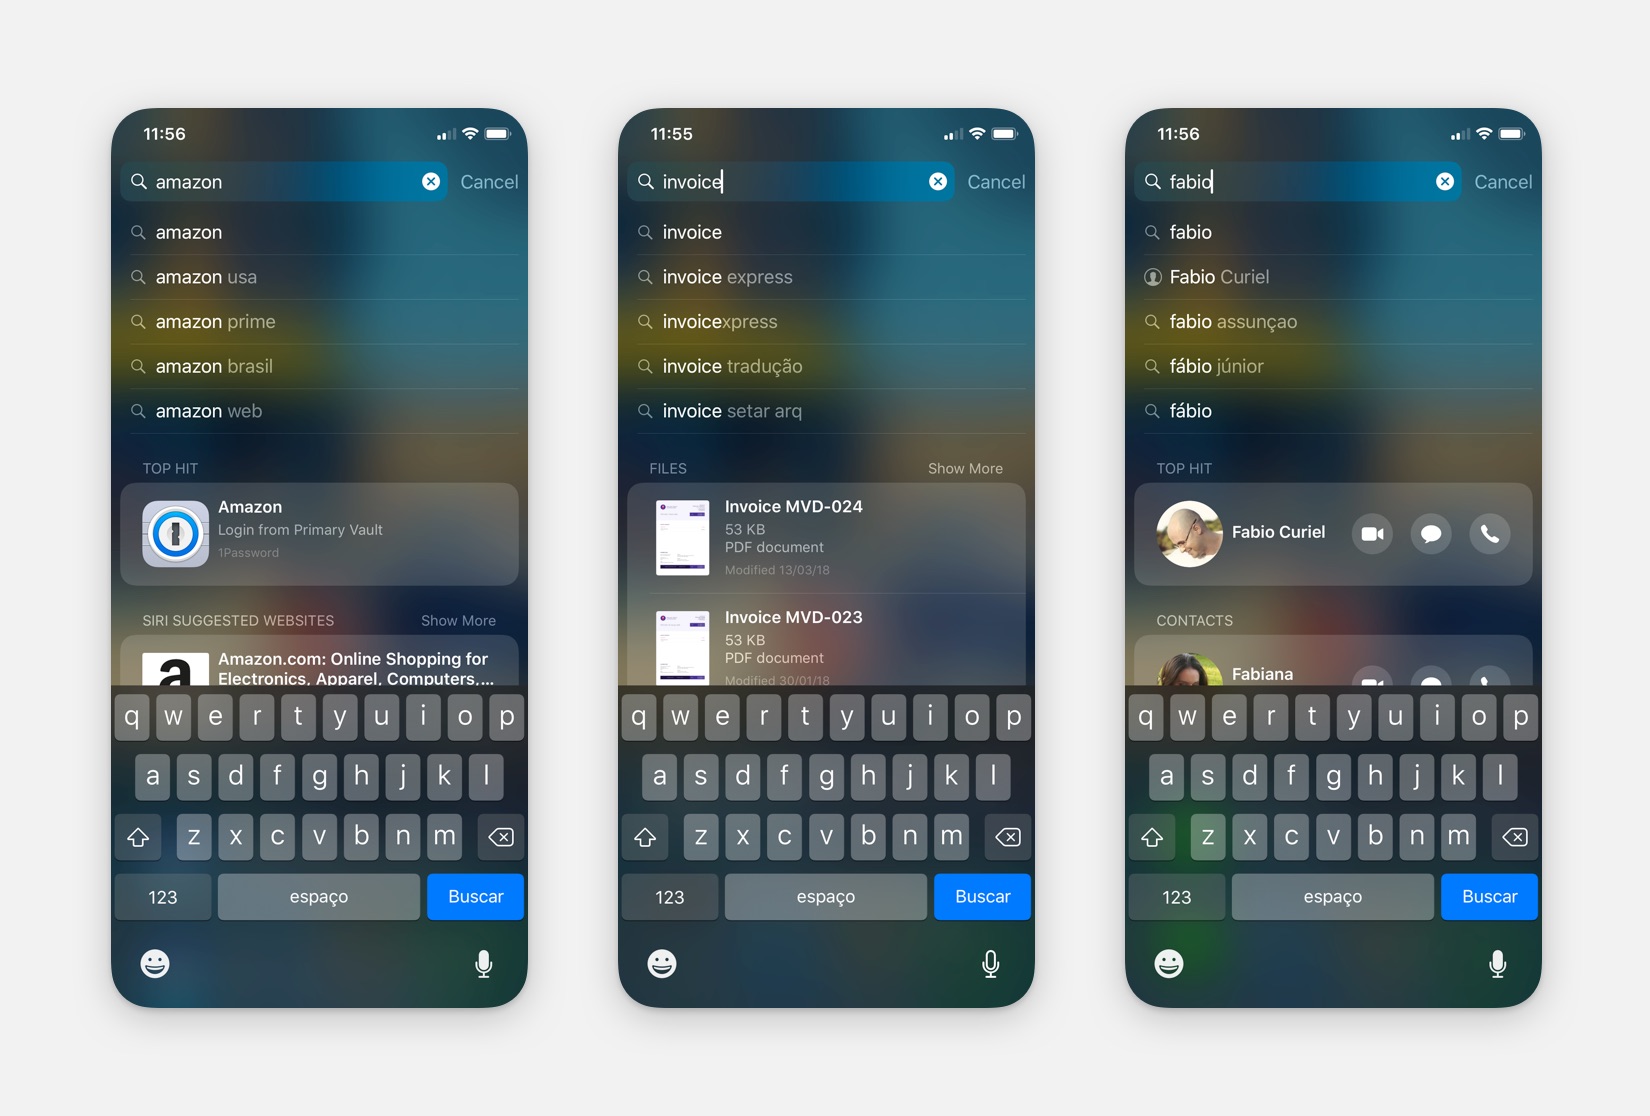 11:56
amazon Cancel
amazon
amazon usa
amazon prime
amazon brasil
amazon web
TOP HIT
Amazon
Login from Primary Vault
1Password
SIRI SUGGESTED WEBSITES Show More
a
Amazon.com: Online Shopping for
Electronics, Apparel, Computers,...
q w e r t y u i o p
a s d f g h j k l
z x c v b n m
123 espaço Buscar
11:55
invoice Cancel
invoice
invoice express
invoicexpress
invoice tradução
invoice setar arq
FILES Show More
Invoice MVD-024
53 KB
PDF document
Modified 13/03/18
Invoice MVD-023
53 KB
PDF document
Modified 30/01/18
q w e r t y u i o p
a s d f g h j k l
z x c v b n m
123 espaço Buscar
11:56
fabio Cancel
fabio
Fabio Curiel
fabio assunçao
fábio júnior
fábio
TOP HIT
Fabio Curiel
CONTACTS
Fabiana
q w e r t y u i o p
a s d f g h j k l
z x c v b n m
123 espaço Buscar